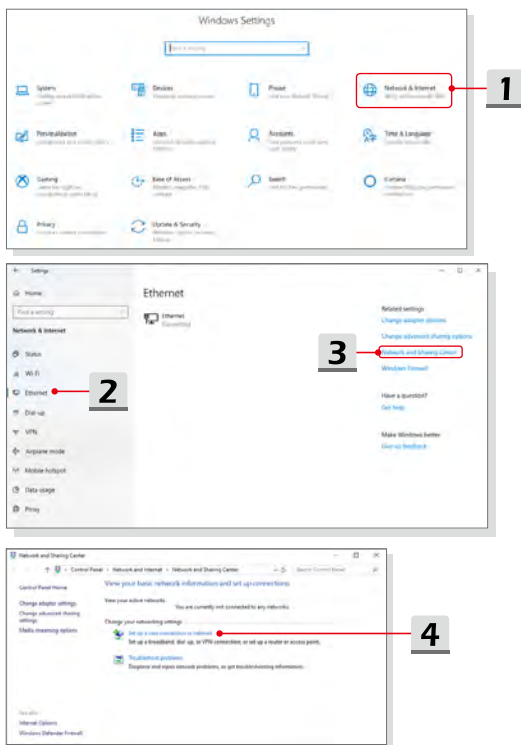 Windows Settings
Find a setting
System
Devices
Phone
Network & Internet
1
Personalization
Apps
Accounts
Time & Language
Gaming
Ease of Access
Search
Cortana
Privacy
Update & Security
Settings
Home
Find a setting
Network & Internet
Status
Wi-Fi
Ethernet
2
Dial-up
VPN
Airplane mode
Mobile hotspot
Data usage
Proxy
Ethernet
Ethernet
Related settings
Change adapter options
Change advanced sharing options
3
Network and Sharing Center
Windows Firewall
Have a question?
Get help
Make Windows better
Give us feedback
Network and Sharing Center
Control Panel › Network and Internet › Network and Sharing Center
Search Control Panel
Control Panel Home
Change adapter settings
Change advanced sharing
settings
Media streaming options
View your basic network information and set up connections
View your active networks
You are currently not connected to any networks.
Change your networking settings
Set up a new connection or network
4
Set up a broadband, dial-up, or VPN connection; or set up a router or access point.
Troubleshoot problems
Diagnose and repair network problems, or get troubleshooting information.
See also
Internet Options
Windows Defender Firewall